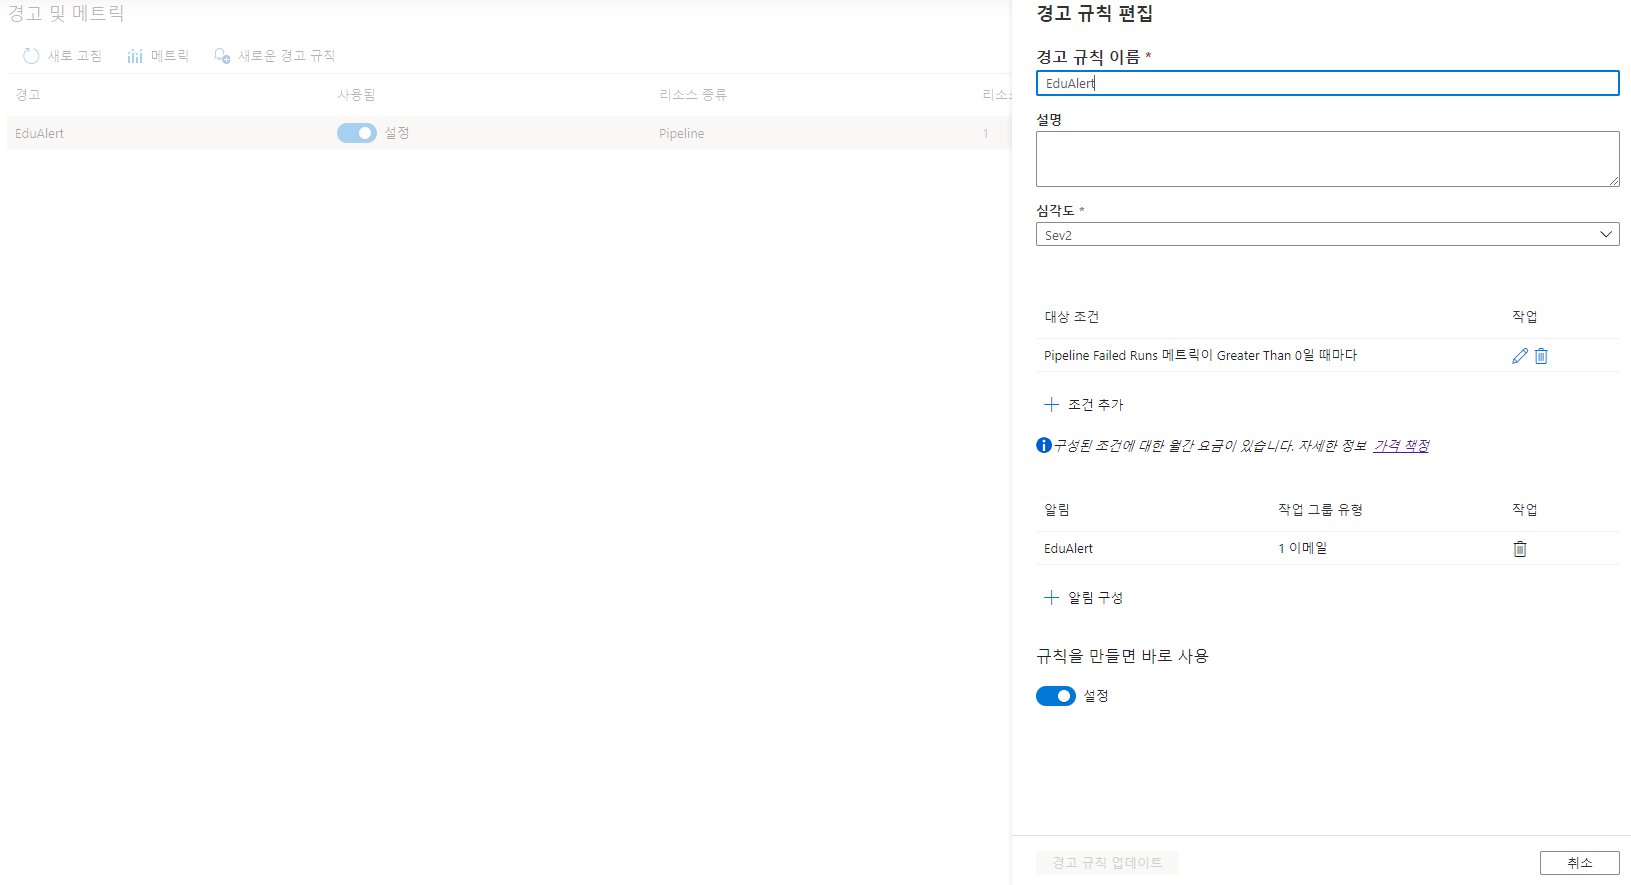 경고 및 메트릭
새로 고침 메트릭 새로운 경고 규칙
경고 사용됨 리소스 종류
EduAlert 설정 Pipeline 1
경고 규칙 편집
경고 규칙 이름 *
EduAlert
설명
심각도 *
Sev2
대상 조건 작업
Pipeline Failed Runs 메트릭이 Greater Than 0일 때마다
조건 추가
구성된 조건에 대한 월간 요금이 있습니다. 자세한 정보 가격 책정
알림 작업 그룹 유형 작업
EduAlert 1 이메일
알림 구성
규칙을 만들면 바로 사용
설정
경고 규칙 업데이트 취소